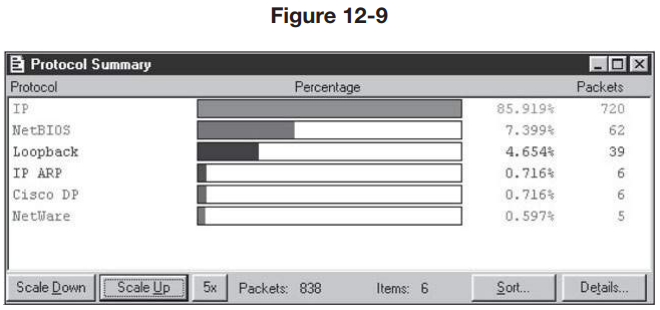 Figure 12-9
Protocol Summary
Protocol Percentage Packets
IP 85.919% 720
NetBIOS 7.399% 62
Loopback 4.654% 39
IP ARP 0.716% 6
Cisco DP 0.716% 6
NetWare 0.597% 5
Scale Down Scale Up 5x Packets: 838 Items: 6 Sort... Details...